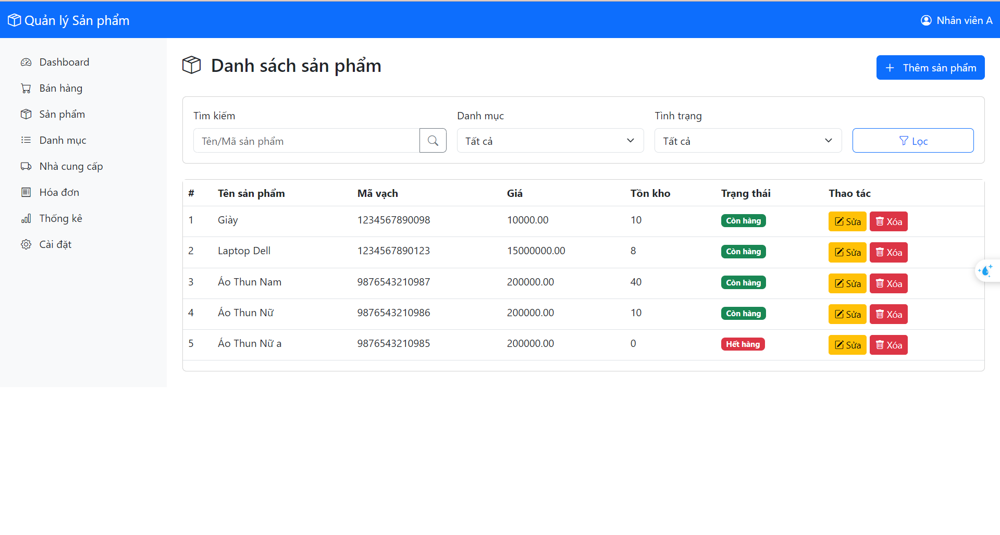 Quản lý Sản phẩm
Nhân viên A
Dashboard
Bán hàng
Sản phẩm
Danh mục
Nhà cung cấp
Hóa đơn
Thống kê
Cài đặt
Danh sách sản phẩm
+ Thêm sản phẩm
Tìm kiếm
Tên/Mã sản phẩm
Danh mục
Tất cả
Tình trạng
Tất cả
Lọc
# Tên sản phẩm Mã vạch Giá Tồn kho Trạng thái Thao tác
1 Giày 1234567890098 10000.00 10 Còn hàng Sửa Xóa
2 Laptop Dell 1234567890123 15000000.00 8 Còn hàng Sửa Xóa
3 Áo Thun Nam 9876543210987 200000.00 40 Còn hàng Sửa Xóa
4 Áo Thun Nữ 9876543210986 200000.00 10 Còn hàng Sửa Xóa
5 Áo Thun Nữ a 9876543210985 200000.00 0 Hết hàng Sửa Xóa